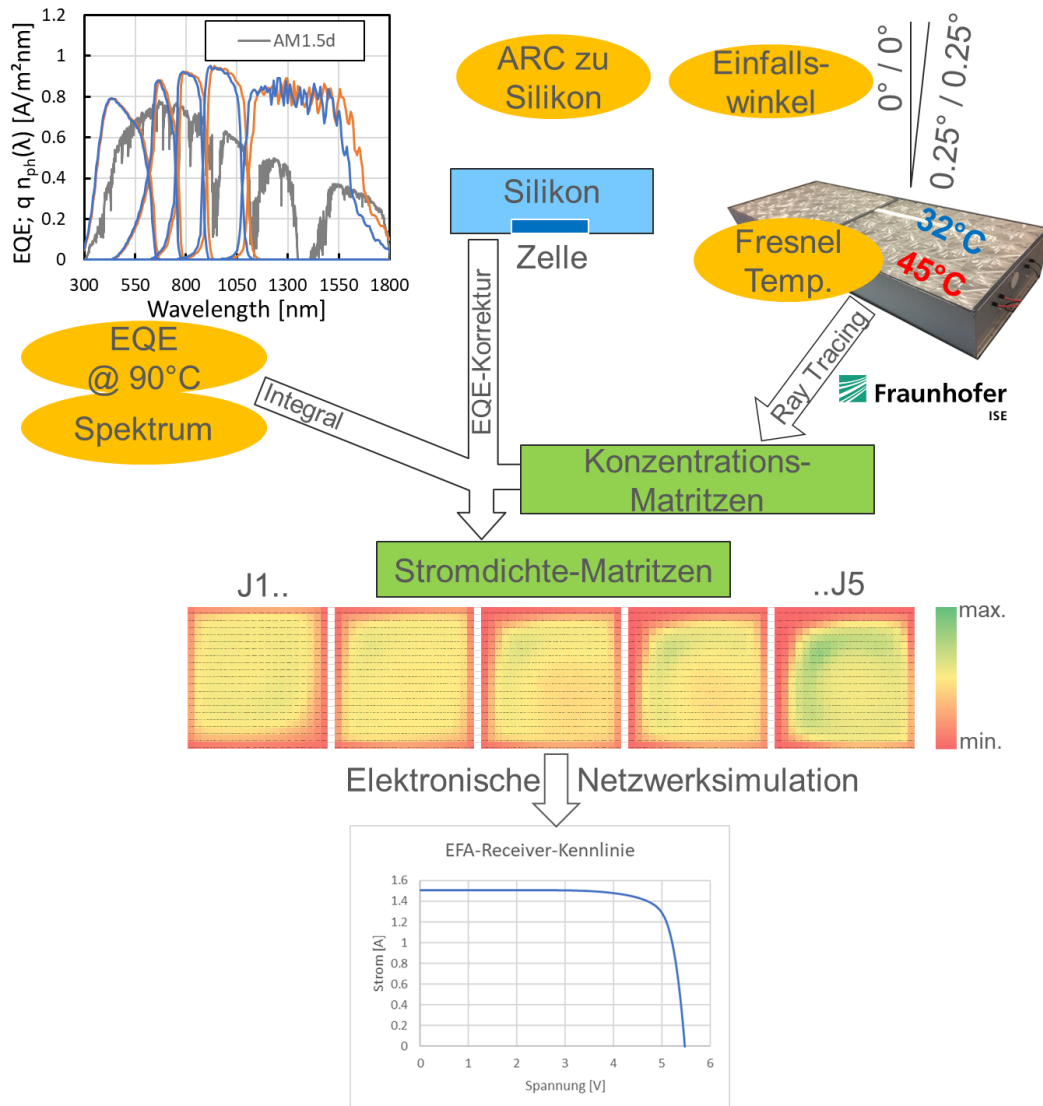 1.2
1
0.8
0.6
0.4
0.2
0
EQE; q n_ph(λ) [A/m²nm]
AM1.5d
300
550
800
1050
1300
1550
1800
Wavelength [nm]
ARC zu
Silikon
Einfalls-
winkel
0° / 0°
0.25° / 0.25°
Silikon
Zelle
32°C
45°C
Fresnel
Temp.
EQE
@ 90°C
Spektrum
Integral
EQE-Korrektur
Ray Tracing
Fraunhofer
ISE
Konzentrations-
Matritzen
Stromdichte-Matritzen
J1..
..J5
max.
min.
Elektronische Netzwerksimulation
EFA-Receiver-Kennlinie
1.6
1.4
1.2
1
0.8
0.6
0.4
0.2
0
Strom [A]
0 1 2 3 4 5 6
Spannung [V]